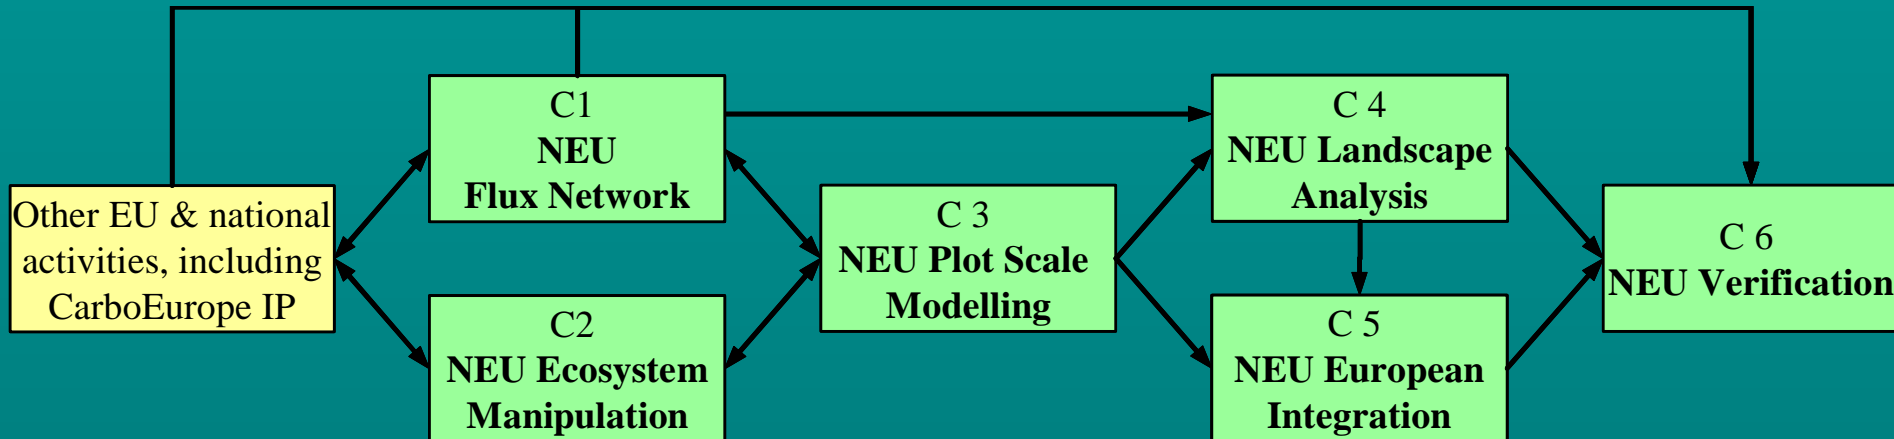 Other EU & national
activities, including
CarboEurope IP
C1
NEU
Flux Network
C2
NEU Ecosystem
Manipulation
C 3
NEU Plot Scale
Modelling
C 4
NEU Landscape
Analysis
C 5
NEU European
Integration
C 6
NEU Verification